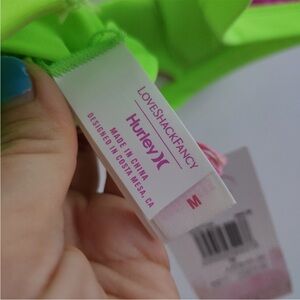 LOVESHACKFANCY
Hurley
MADE IN CHINA
DESIGNED IN COSTA MESA, CA
M